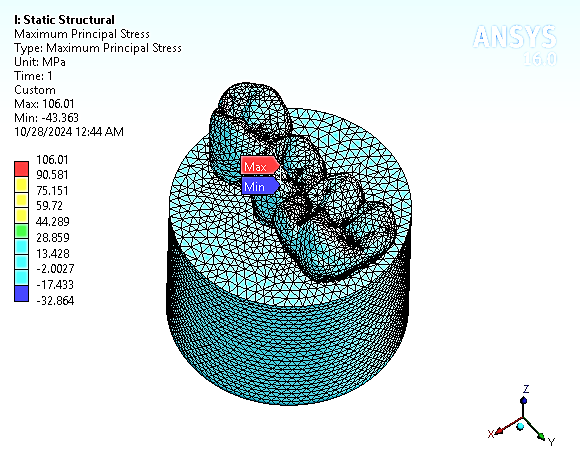 I: Static Structural
Maximum Principal Stress
Type: Maximum Principal Stress
Unit: MPa
Time: 1
Custom
Max: 106.01
Min: -43.363
10/28/2024 12:44 AM
ANSYS
16.0
106.01
90.581
75.151
59.72
44.289
28.859
13.428
-2.0027
-17.433
-32.864
Max
Min
Z
X
Y